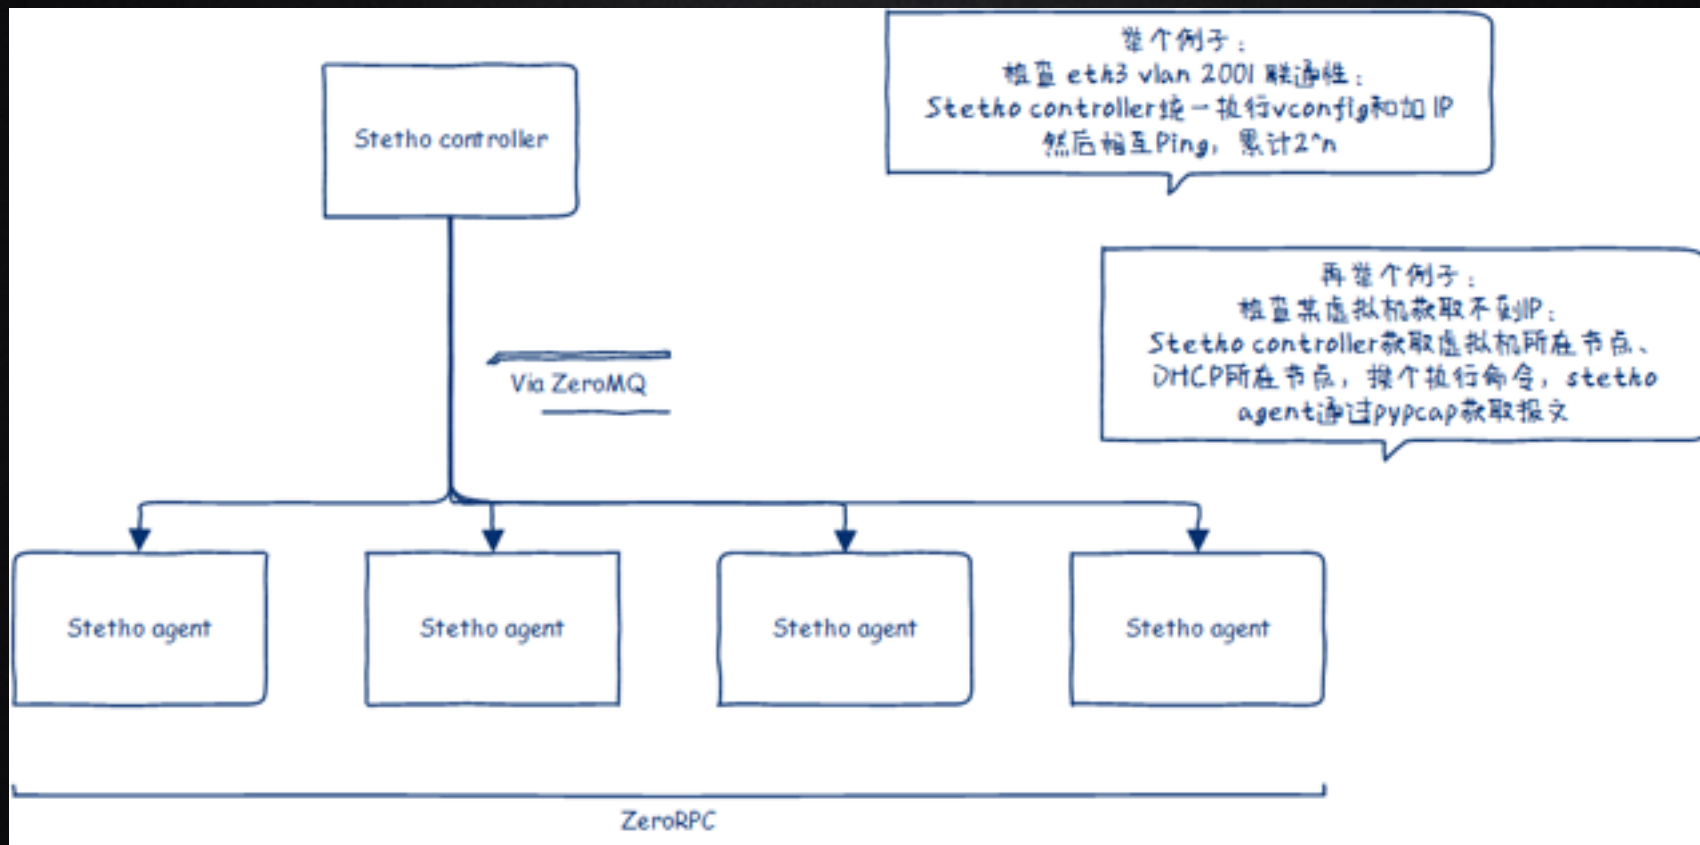 举个例子：
检查 eth3 vlan 2001 联通性：
Stetho controller统一执行vconfig和加 IP
然后相互Ping，累计2^n
Stetho controller
再举个例子：
检查某虚拟机获取不到IP：
Stetho controller获取虚拟机所在节点、
DHCP所在节点，挨个执行命令，stetho
agent通过pypcap获取报文
Via ZeroMQ
Stetho agent
Stetho agent
Stetho agent
Stetho agent
ZeroRPC